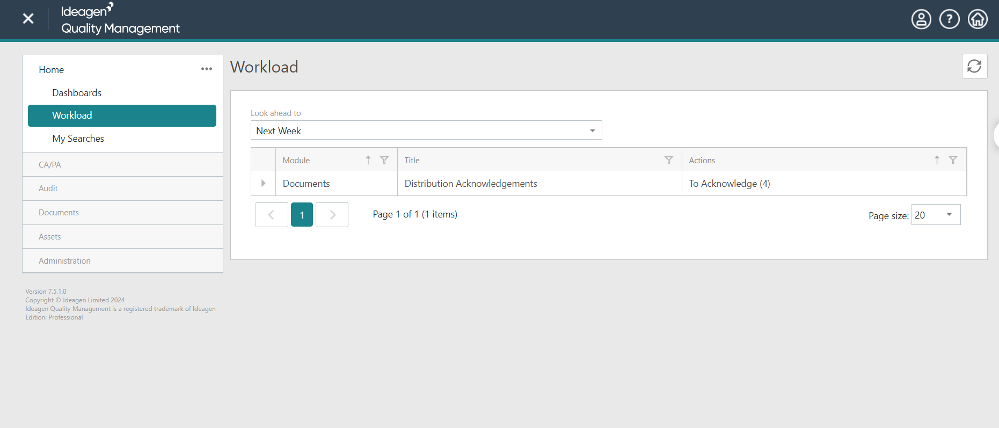 Ideagen
Quality Management
?
Home
Dashboards
Workload
My Searches
CA/PA
Audit
Documents
Assets
Administration
Version 7.5.1.0
Copyright © Ideagen Limited 2024
Ideagen Quality Management is a registered trademark of Ideagen
Edition: Professional
Workload
Look ahead to
Next Week
Module Title Actions
Documents Distribution Acknowledgements To Acknowledge (4)
1 Page 1 of 1 (1 items) Page size: 20